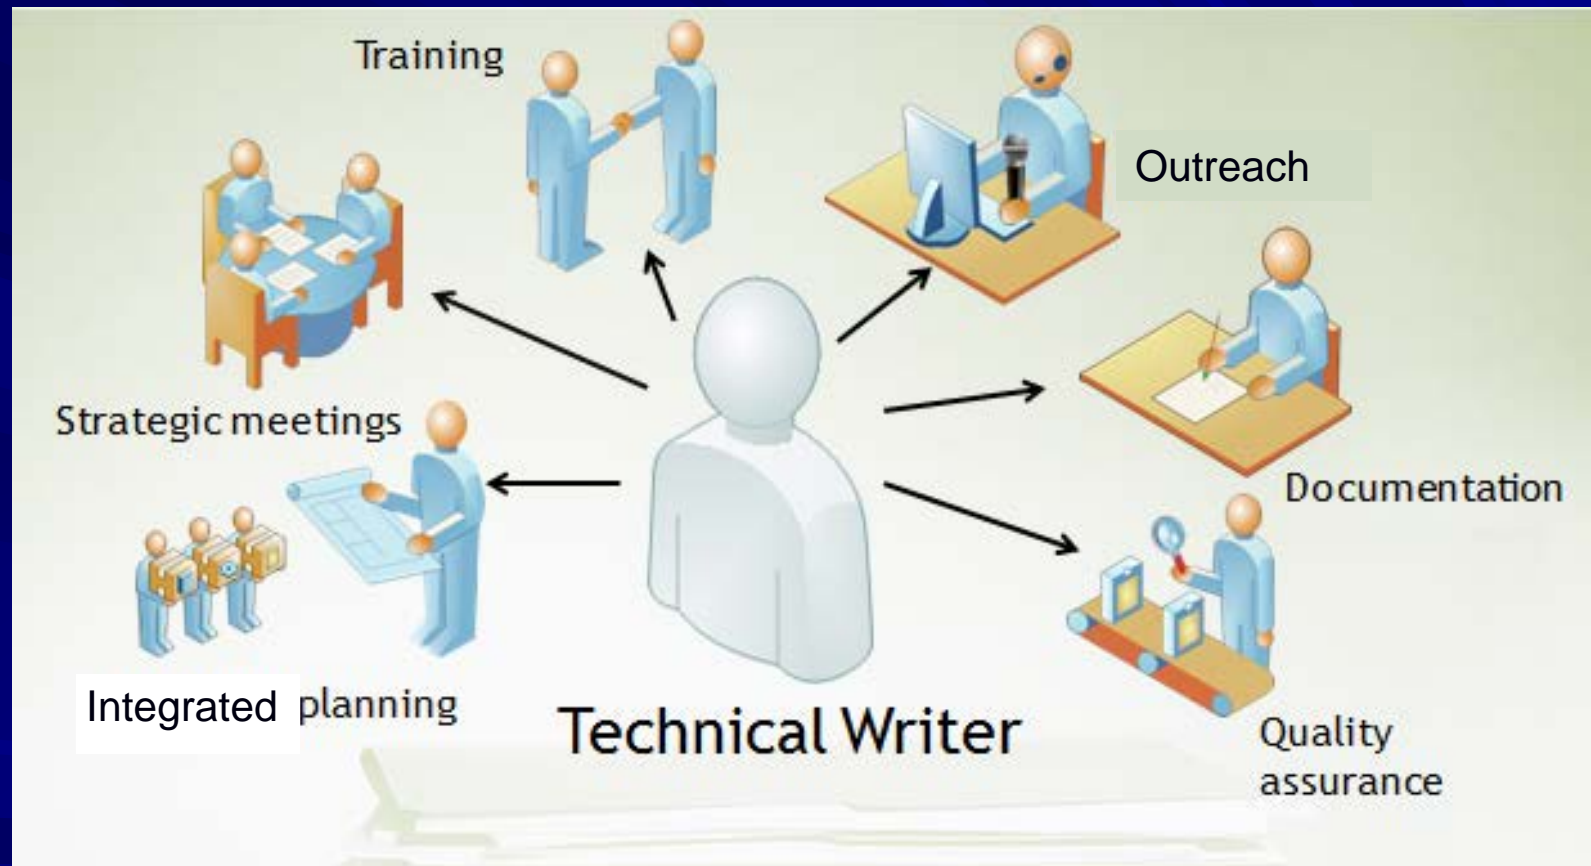 Training
Outreach
Strategic meetings
Documentation
Integrated planning
Technical Writer
Quality
assurance